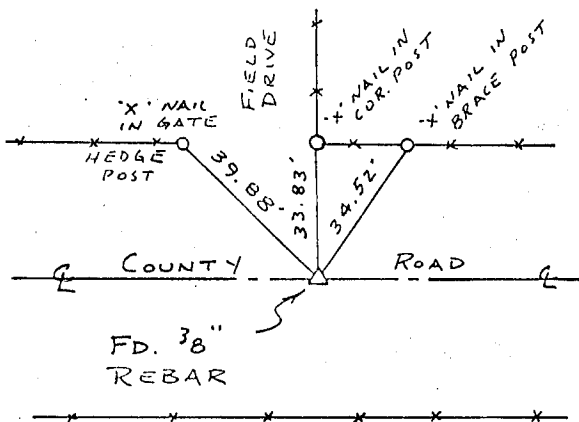 "X" NAIL
IN GATE
HEDGE
POST
FIELD
DRIVE
"X" NAIL IN
COR. POST
"X" NAIL IN
BRACE POST
39.88'
33.83'
34.52'
℄ COUNTY ROAD ℄
FD. 3/8"
REBAR